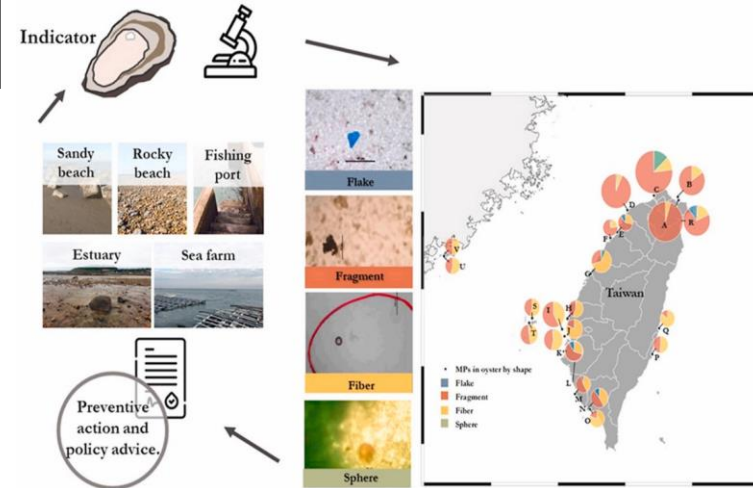 Indicator
Sandy
beach
Rocky
beach
Fishing
port
Estuary
Sea farm
Preventive
action and
policy advice.
Flake
Fragment
Fiber
Sphere
C
B
D
A
R
E
F
G
V
U
Taiwan
S
I
H
J
T
K
Q
P
L
M
N
O
MPs in oyster by shape
Flake
Fragment
Fiber
Sphere